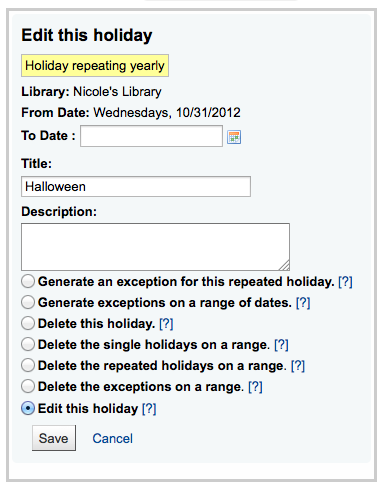 Edit this holiday
Holiday repeating yearly
Library: Nicole's Library
From Date: Wednesdays, 10/31/2012
To Date :
Title:
Halloween
Description:
Generate an exception for this repeated holiday. [?]
Generate exceptions on a range of dates. [?]
Delete this holiday. [?]
Delete the single holidays on a range. [?]
Delete the repeated holidays on a range. [?]
Delete the exceptions on a range. [?]
Edit this holiday [?]
Save Cancel